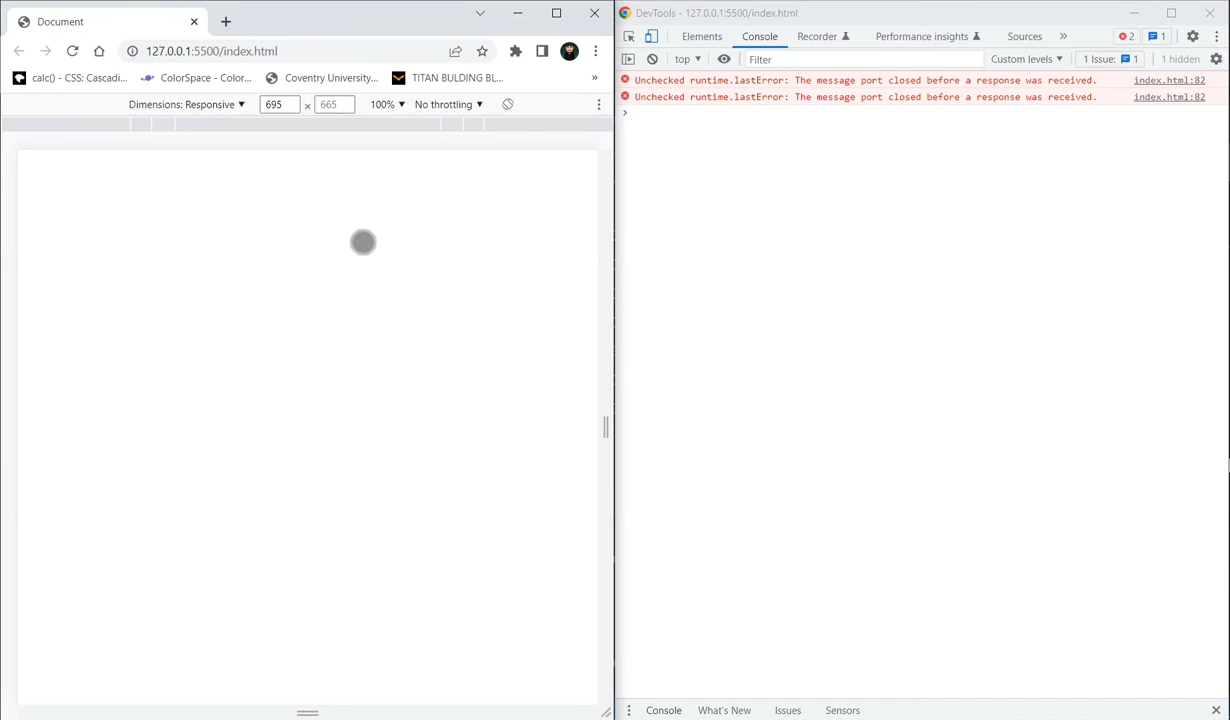 Document
127.0.0.1:5500/index.html
calc() - CSS: Cascadi... ColorSpace - Color... Coventry University... TITAN BULDING BL... »
Dimensions: Responsive 695 × 665 100% No throttling
DevTools - 127.0.0.1:5500/index.html
Elements Console Recorder Performance insights Sources » 2 1
top Filter Custom levels 1 Issue: 1 1 hidden
Unchecked runtime.lastError: The message port closed before a response was received. index.html:82
Unchecked runtime.lastError: The message port closed before a response was received. index.html:82
Console What's New Issues Sensors